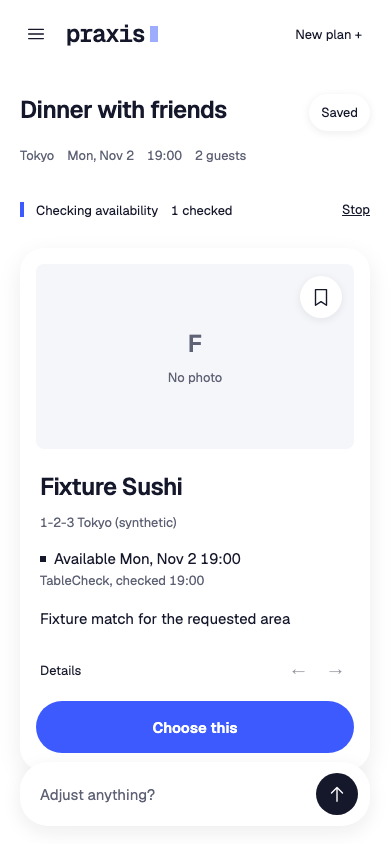 praxis
New plan +
Dinner with friends
Saved
Tokyo Mon, Nov 2 19:00 2 guests
Checking availability 1 checked
Stop
F
No photo
Fixture Sushi
1-2-3 Tokyo (synthetic)
Available Mon, Nov 2 19:00
TableCheck, checked 19:00
Fixture match for the requested area
Details ← →
Choose this
Adjust anything?